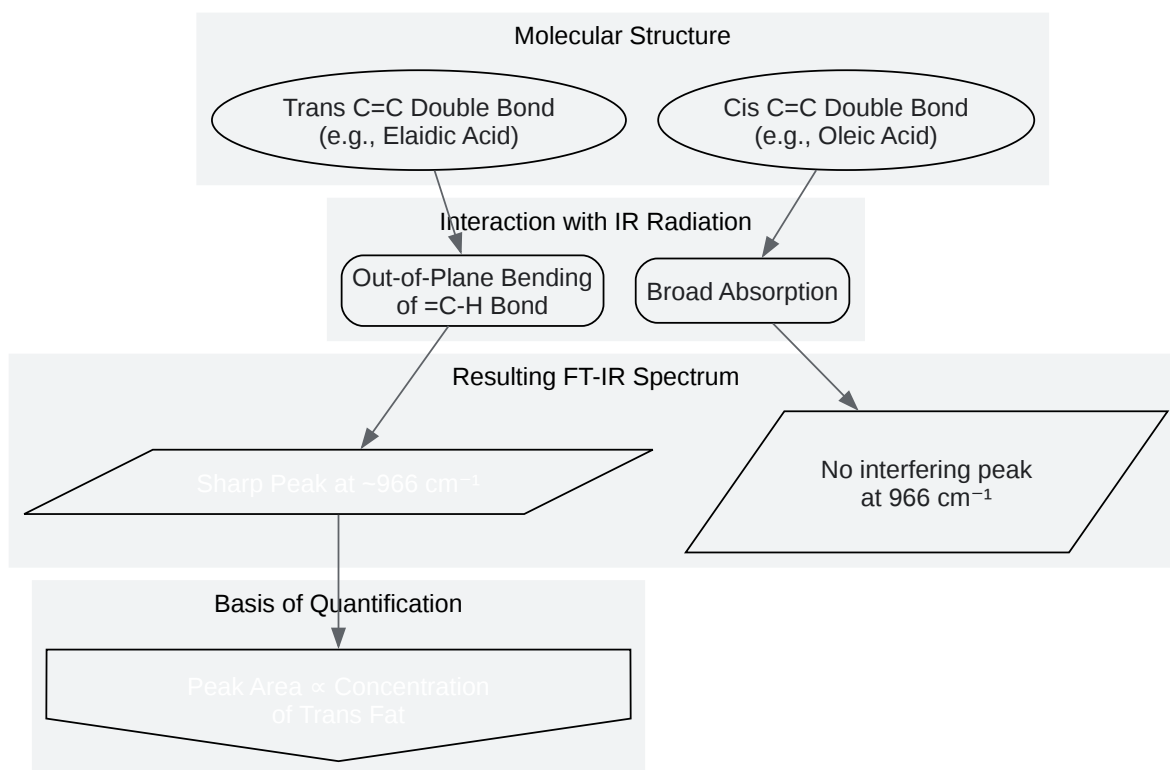 Molecular Structure
Trans C=C Double Bond
(e.g., Elaidic Acid)
Cis C=C Double Bond
(e.g., Oleic Acid)
Interaction with IR Radiation
Out-of-Plane Bending
of =C-H Bond
Broad Absorption
Resulting FT-IR Spectrum
Sharp Peak at ~966 cm⁻¹
No interfering peak
at 966 cm⁻¹
Basis of Quantification
Peak Area ∝ Concentration
of Trans Fat